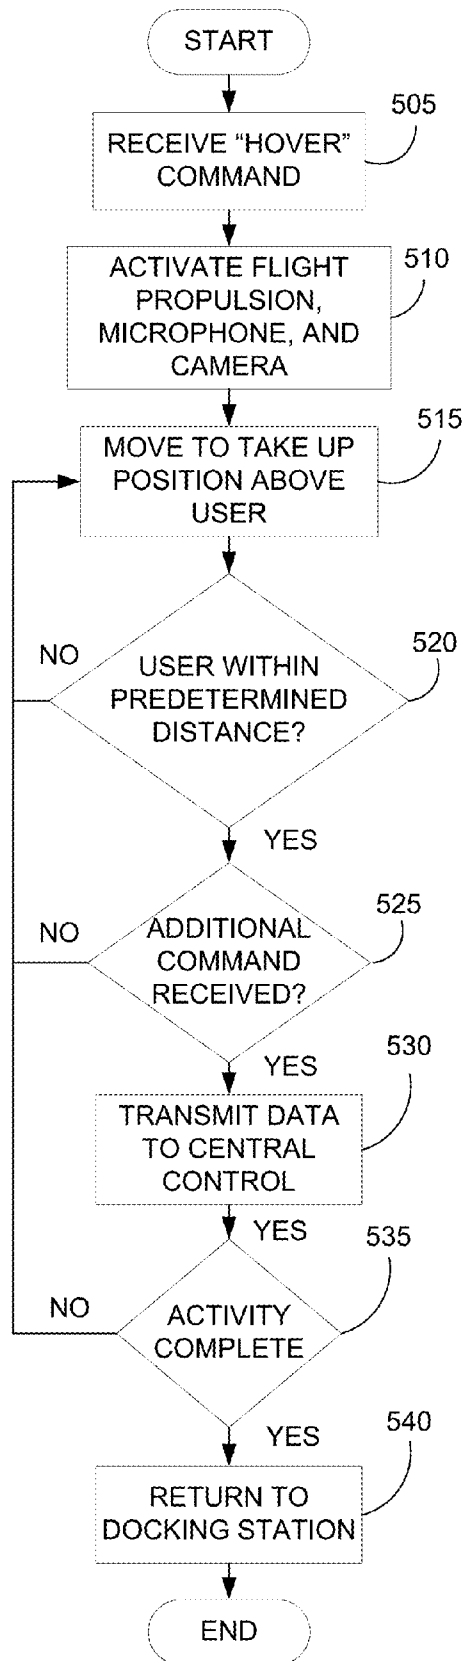 START
505
RECEIVE “HOVER”
COMMAND
510
ACTIVATE FLIGHT
PROPULSION,
MICROPHONE, AND
CAMERA
515
MOVE TO TAKE UP
POSITION ABOVE
USER
520
NO
USER WITHIN
PREDETERMINED
DISTANCE?
YES
525
NO
ADDITIONAL
COMMAND
RECEIVED?
YES
530
TRANSMIT DATA
TO CENTRAL
CONTROL
YES
535
NO
ACTIVITY
COMPLETE
YES
540
RETURN TO
DOCKING STATION
END